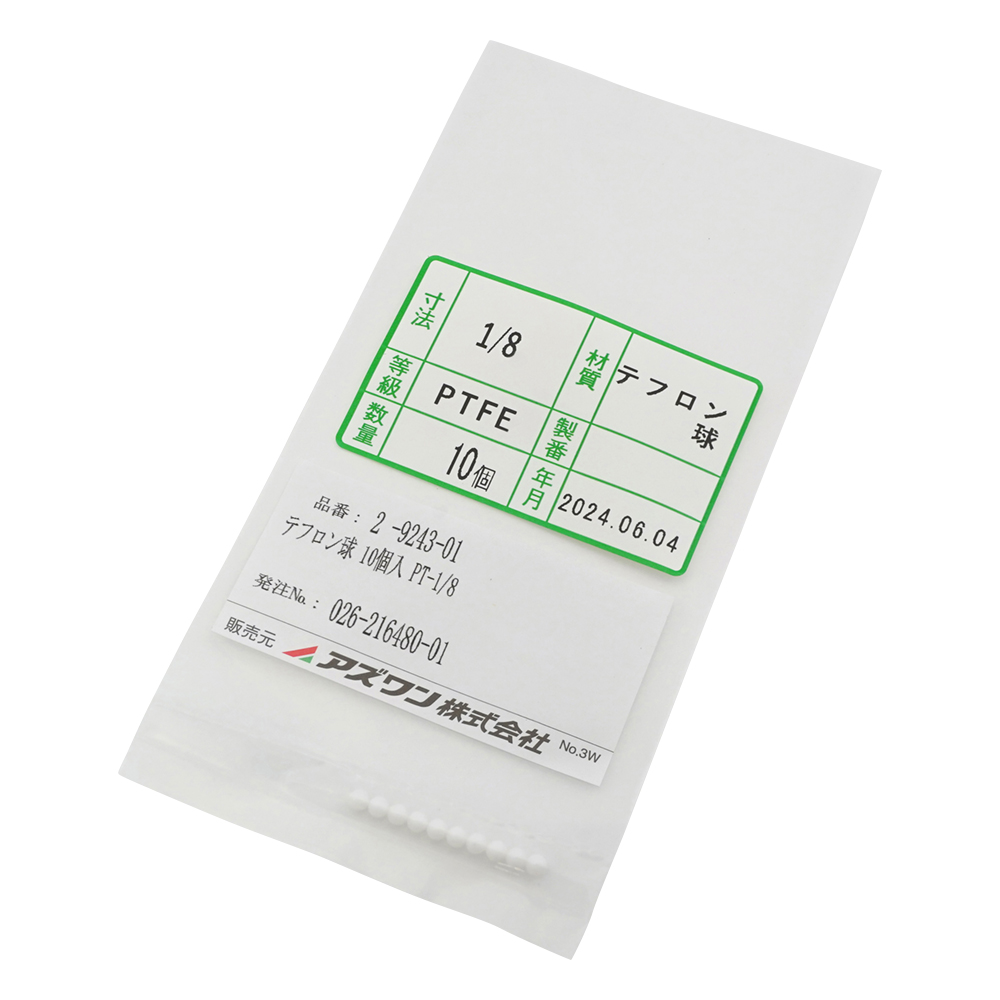 寸法 1/8 材質 テフロン球
等級 PTFE 製番
数量 10個 年月 2024.06.04
品番： 2 -9243-01
テフロン球 10個入 PT-1/8
発注No.： 026-216480-01
販売元 アズワン株式会社 No.3W